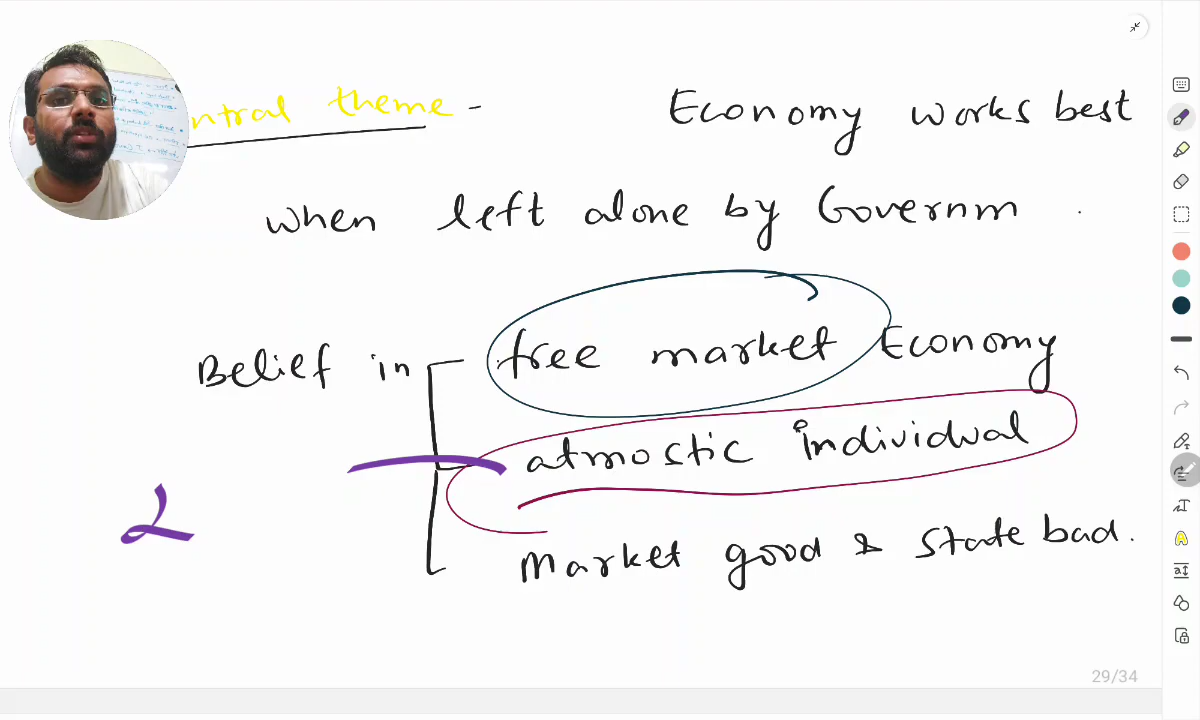 ntral theme - Economy works best
when left alone by Governm .
Belief in free market Economy
atmostic individual
Market good & state bad.
29/34